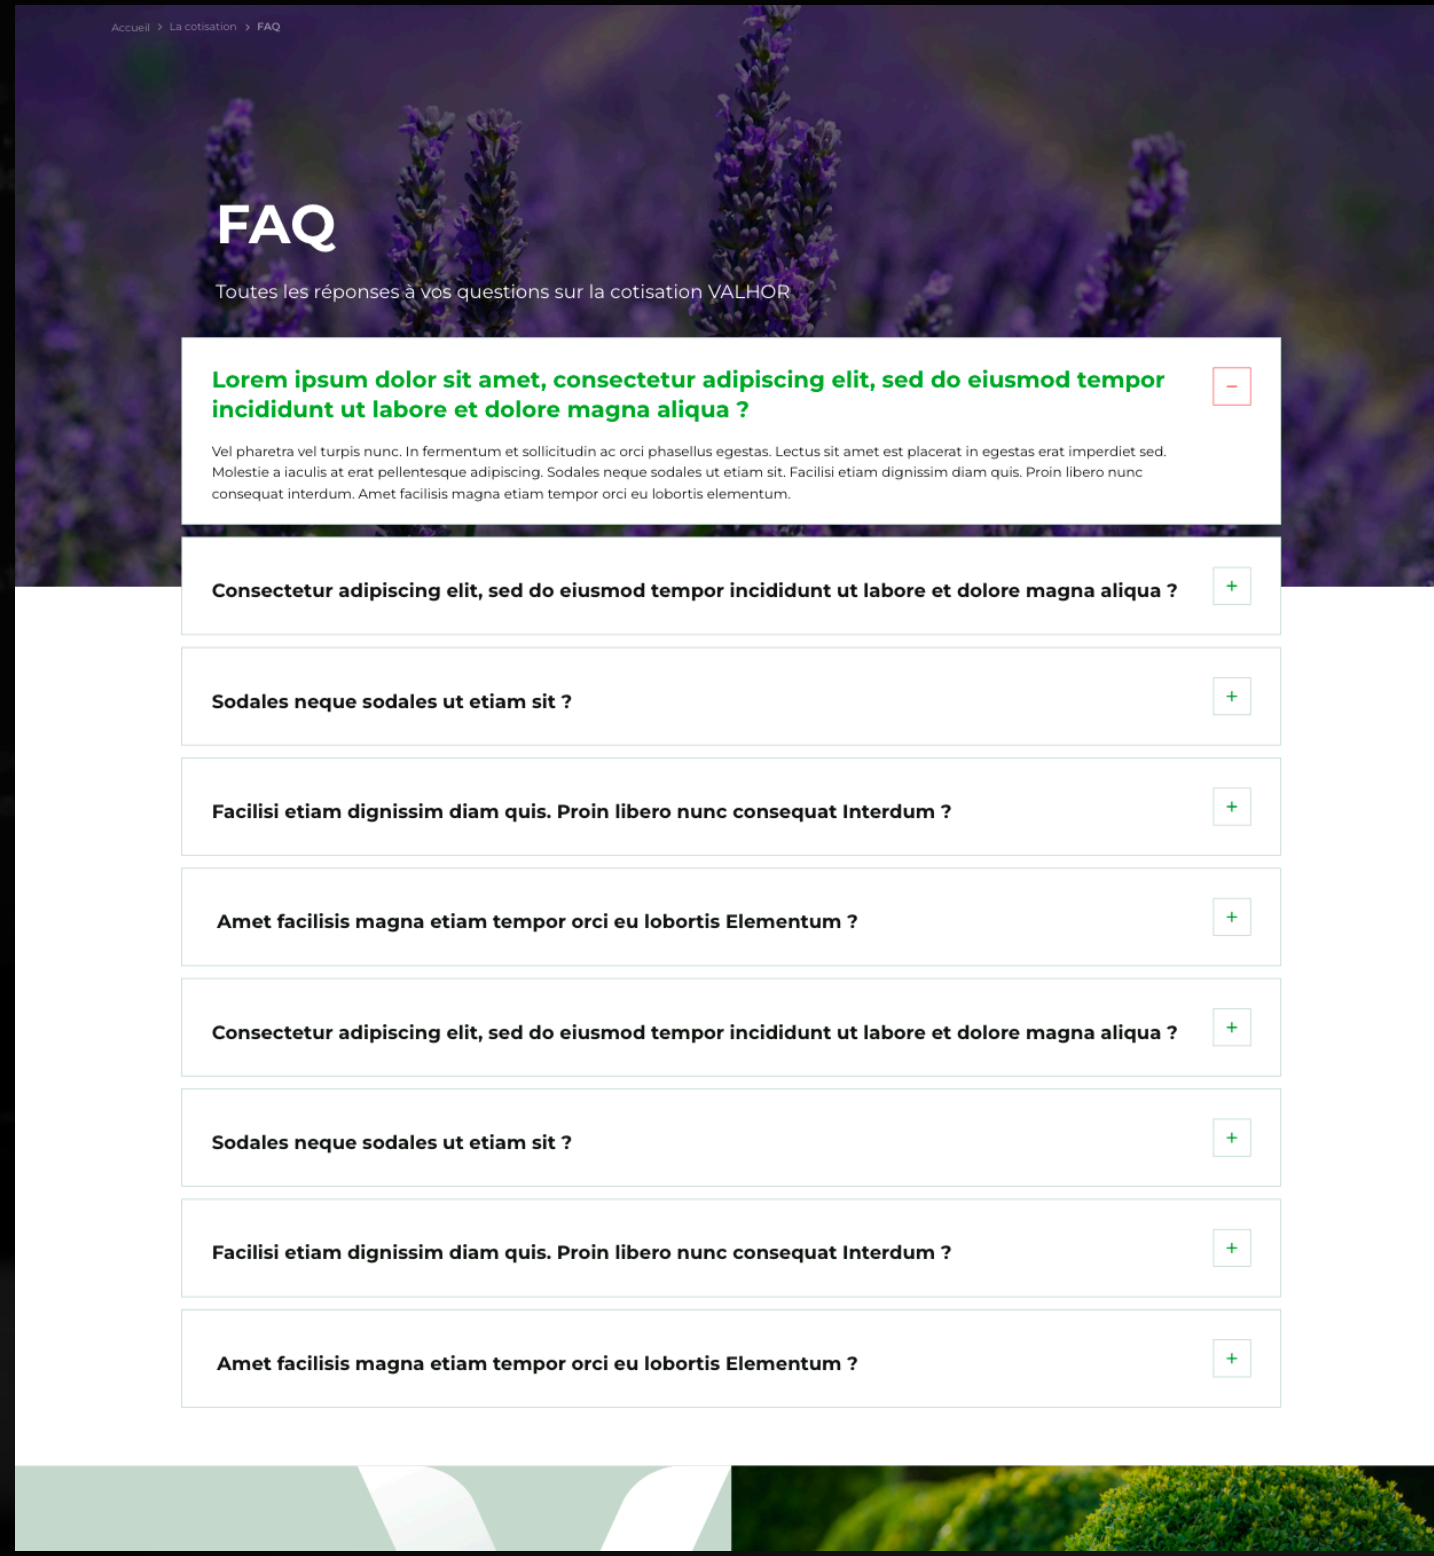 Accueil > La cotisation > FAQ
FAQ
Toutes les réponses à vos questions sur la cotisation VALHOR
Lorem ipsum dolor sit amet, consectetur adipiscing elit, sed do eiusmod tempor
incididunt ut labore et dolore magna aliqua ?
Vel pharetra vel turpis nunc. In fermentum et sollicitudin ac orci phasellus egestas. Lectus sit amet est placerat in egestas erat imperdiet sed.
Molestie a iaculis at erat pellentesque adipiscing. Sodales neque sodales ut etiam sit. Facilisi etiam dignissim diam quis. Proin libero nunc
consequat interdum. Amet facilisis magna etiam tempor orci eu lobortis elementum.
Consectetur adipiscing elit, sed do eiusmod tempor incididunt ut labore et dolore magna aliqua ?
Sodales neque sodales ut etiam sit ?
Facilisi etiam dignissim diam quis. Proin libero nunc consequat Interdum ?
Amet facilisis magna etiam tempor orci eu lobortis Elementum ?
Consectetur adipiscing elit, sed do eiusmod tempor incididunt ut labore et dolore magna aliqua ?
Sodales neque sodales ut etiam sit ?
Facilisi etiam dignissim diam quis. Proin libero nunc consequat Interdum ?
Amet facilisis magna etiam tempor orci eu lobortis Elementum ?